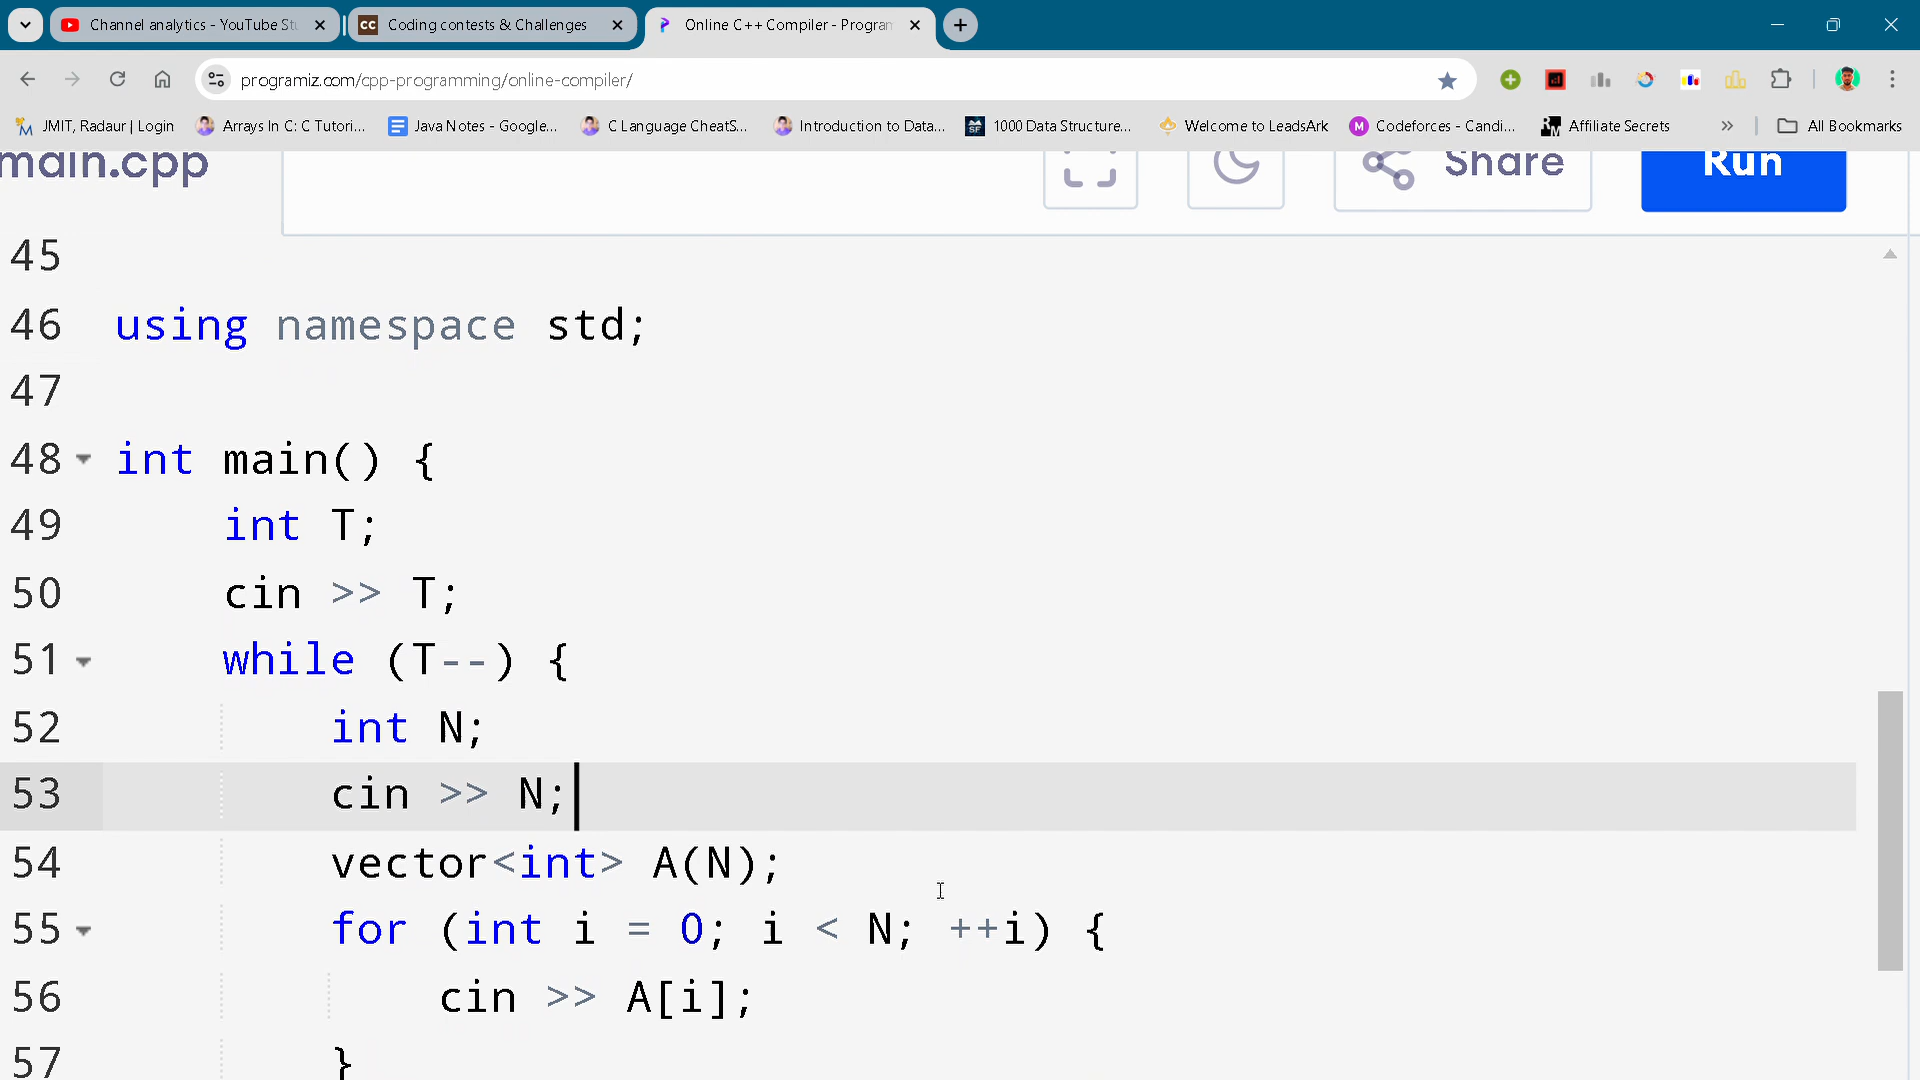 Channel analytics - YouTube Stu
CC Coding contests & Challenges
Online C++ Compiler - Program
programiz.com/cpp-programming/online-compiler/
JMIT, Radaur | Login
Arrays In C: C Tutori...
Java Notes - Google...
C Language CheatS...
Introduction to Data...
1000 Data Structure...
Welcome to LeadsArk
Codeforces - Candi...
Affiliate Secrets
All Bookmarks
main.cpp
Share
Run
45
46 using namespace std;
47
48 int main() {
49 int T;
50 cin >> T;
51 while (T--) {
52 int N;
53 cin >> N;
54 vector<int> A(N);
55 for (int i = 0; i < N; ++i) {
56 cin >> A[i];
57 }